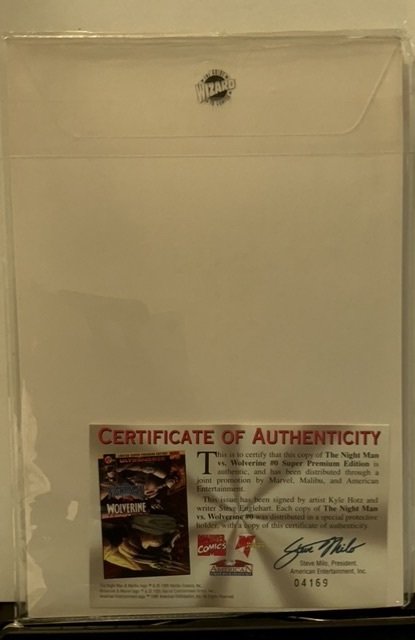 WIZARD
CERTIFICATE OF AUTHENTICITY
This is to certify that this copy of The Night Man
vs. Wolverine #0 Super Premium Edition is
authentic, and has been distributed through a
joint promotion by Marvel, Malibu, and American
Entertainment.
This issue has been signed by artist Kyle Hotz and
writer Steve Englehart. Each copy of The Night Man
vs. Wolverine #0 was distributed in a special protective
holder, with a copy of this certificate of authenticity.
WOLVERINE
COMICS
AMERICAN
Steve Milo
Steve Milo, President,
American Entertainment, Inc.
04169